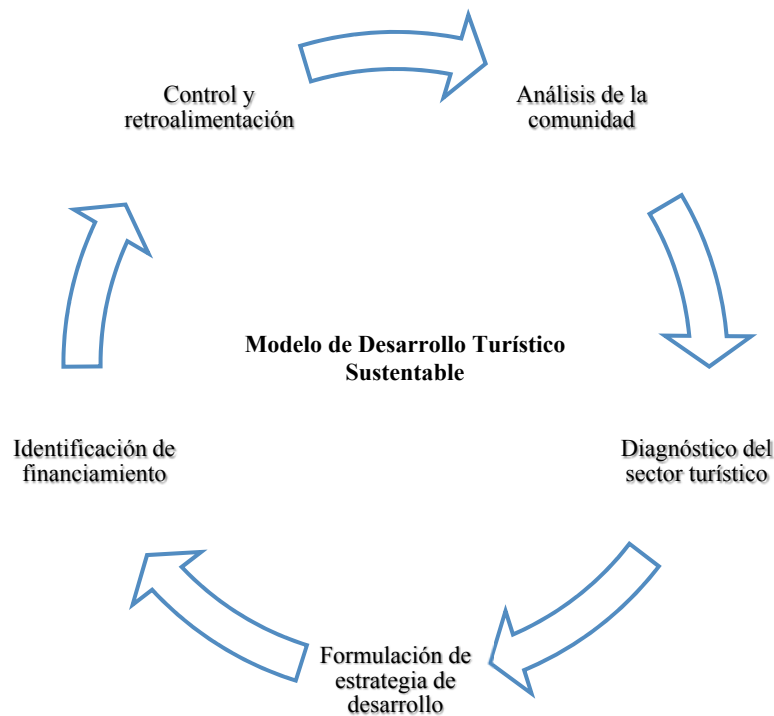 Control y
retroalimentación
Análisis de la
comunidad
Modelo de Desarrollo Turístico
Sustentable
Identificación de
financiamiento
Diagnóstico del
sector turístico
Formulación de
estrategia de
desarrollo